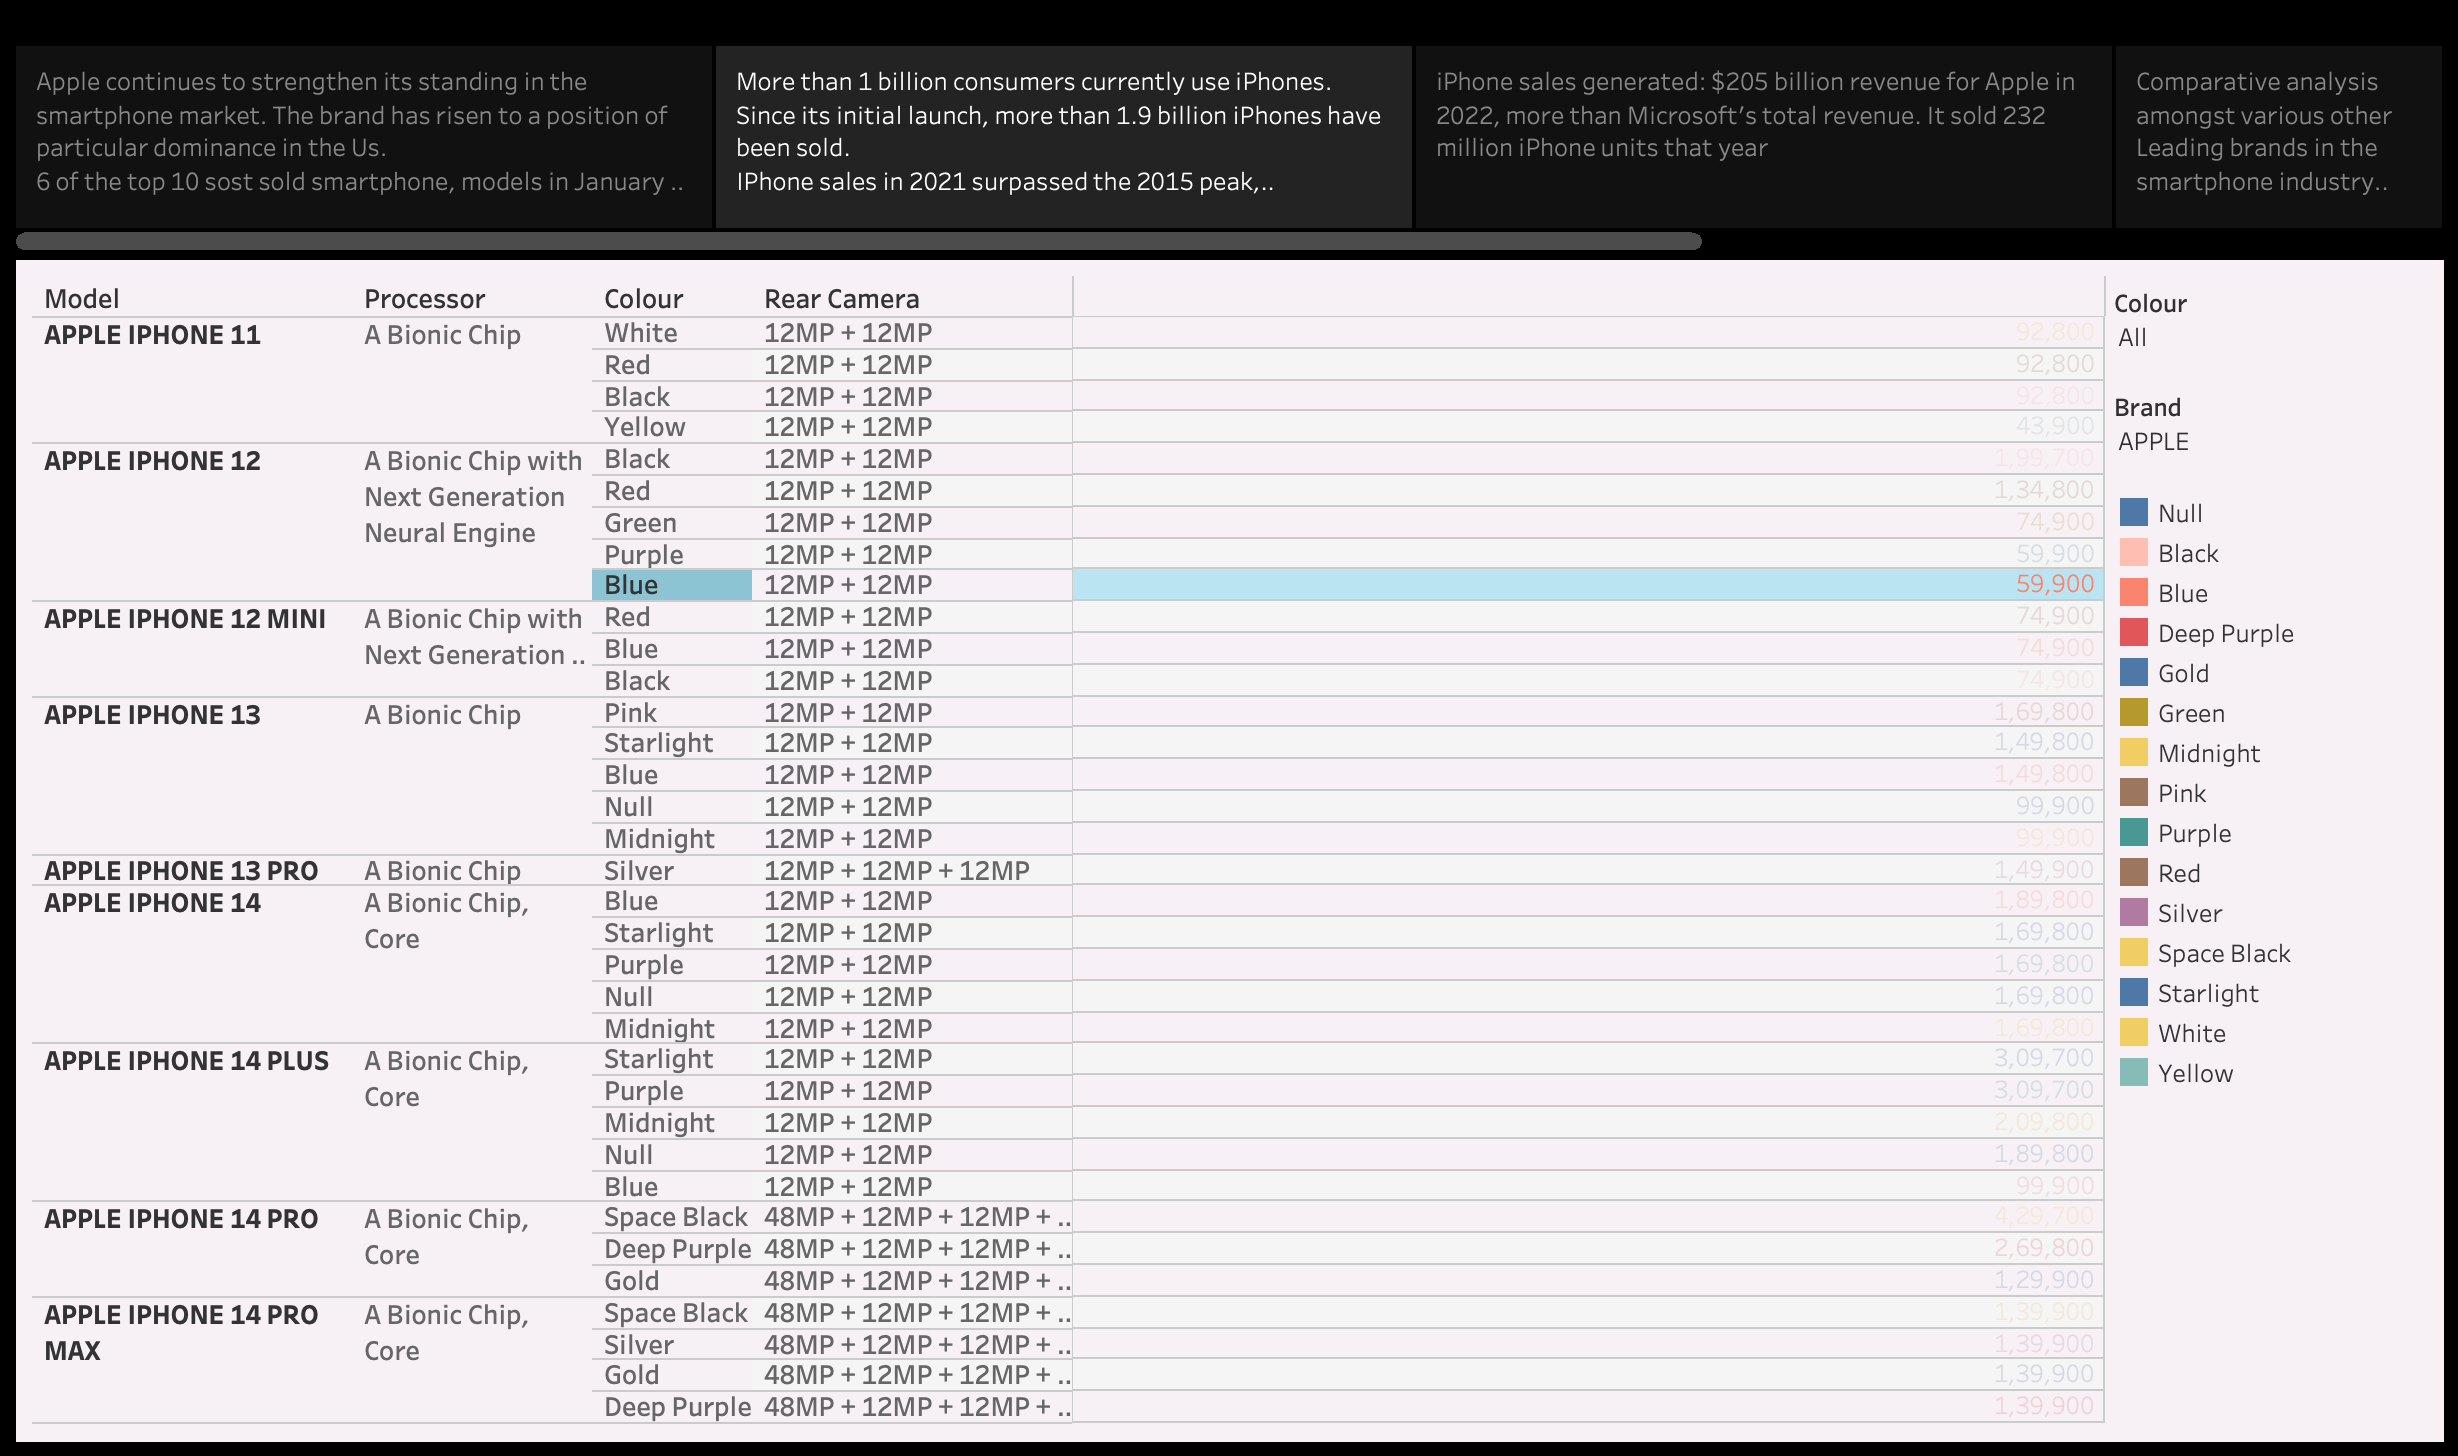 Apple continues to strengthen its standing in the
smartphone market. The brand has risen to a position of
particular dominance in the Us.
6 of the top 10 sost sold smartphone, models in January ..
More than 1 billion consumers currently use iPhones.
Since its initial launch, more than 1.9 billion iPhones have
been sold.
IPhone sales in 2021 surpassed the 2015 peak,..
iPhone sales generated: $205 billion revenue for Apple in
2022, more than Microsoft's total revenue. It sold 232
million iPhone units that year
Comparative analysis
amongst various other
Leading brands in the
smartphone industry..
Model Processor Colour Rear Camera
APPLE IPHONE 11 A Bionic Chip White 12MP + 12MP 92,800
Red 12MP + 12MP 92,800
Black 12MP + 12MP 92,800
Yellow 12MP + 12MP 43,900
APPLE IPHONE 12 A Bionic Chip with Black 12MP + 12MP 1,99,700
Next Generation Red 12MP + 12MP 1,34,800
Neural Engine Green 12MP + 12MP 74,900
Purple 12MP + 12MP 59,900
Blue 12MP + 12MP 59,900
APPLE IPHONE 12 MINI A Bionic Chip with Red 12MP + 12MP 74,900
Next Generation .. Blue 12MP + 12MP 74,900
Black 12MP + 12MP 74,900
APPLE IPHONE 13 A Bionic Chip Pink 12MP + 12MP 1,69,800
Starlight 12MP + 12MP 1,49,800
Blue 12MP + 12MP 1,49,800
Null 12MP + 12MP 99,900
Midnight 12MP + 12MP 99,900
APPLE IPHONE 13 PRO A Bionic Chip Silver 12MP + 12MP + 12MP 1,49,900
APPLE IPHONE 14 A Bionic Chip, Blue 12MP + 12MP 1,89,800
Core Starlight 12MP + 12MP 1,69,800
Purple 12MP + 12MP 1,69,800
Null 12MP + 12MP 1,69,800
Midnight 12MP + 12MP 1,69,800
APPLE IPHONE 14 PLUS A Bionic Chip, Starlight 12MP + 12MP 3,09,700
Core Purple 12MP + 12MP 3,09,700
Midnight 12MP + 12MP 2,09,800
Null 12MP + 12MP 1,89,800
Blue 12MP + 12MP 99,900
APPLE IPHONE 14 PRO A Bionic Chip, Space Black 48MP + 12MP + 12MP + .. 4,29,700
Core Deep Purple 48MP + 12MP + 12MP + .. 2,69,800
Gold 48MP + 12MP + 12MP + .. 1,29,900
APPLE IPHONE 14 PRO A Bionic Chip, Space Black 48MP + 12MP + 12MP + .. 1,39,900
MAX Core Silver 48MP + 12MP + 12MP + .. 1,39,900
Gold 48MP + 12MP + 12MP + .. 1,39,900
Deep Purple 48MP + 12MP + 12MP + .. 1,39,900
Colour
All
Brand
APPLE
Null
Black
Blue
Deep Purple
Gold
Green
Midnight
Pink
Purple
Red
Silver
Space Black
Starlight
White
Yellow